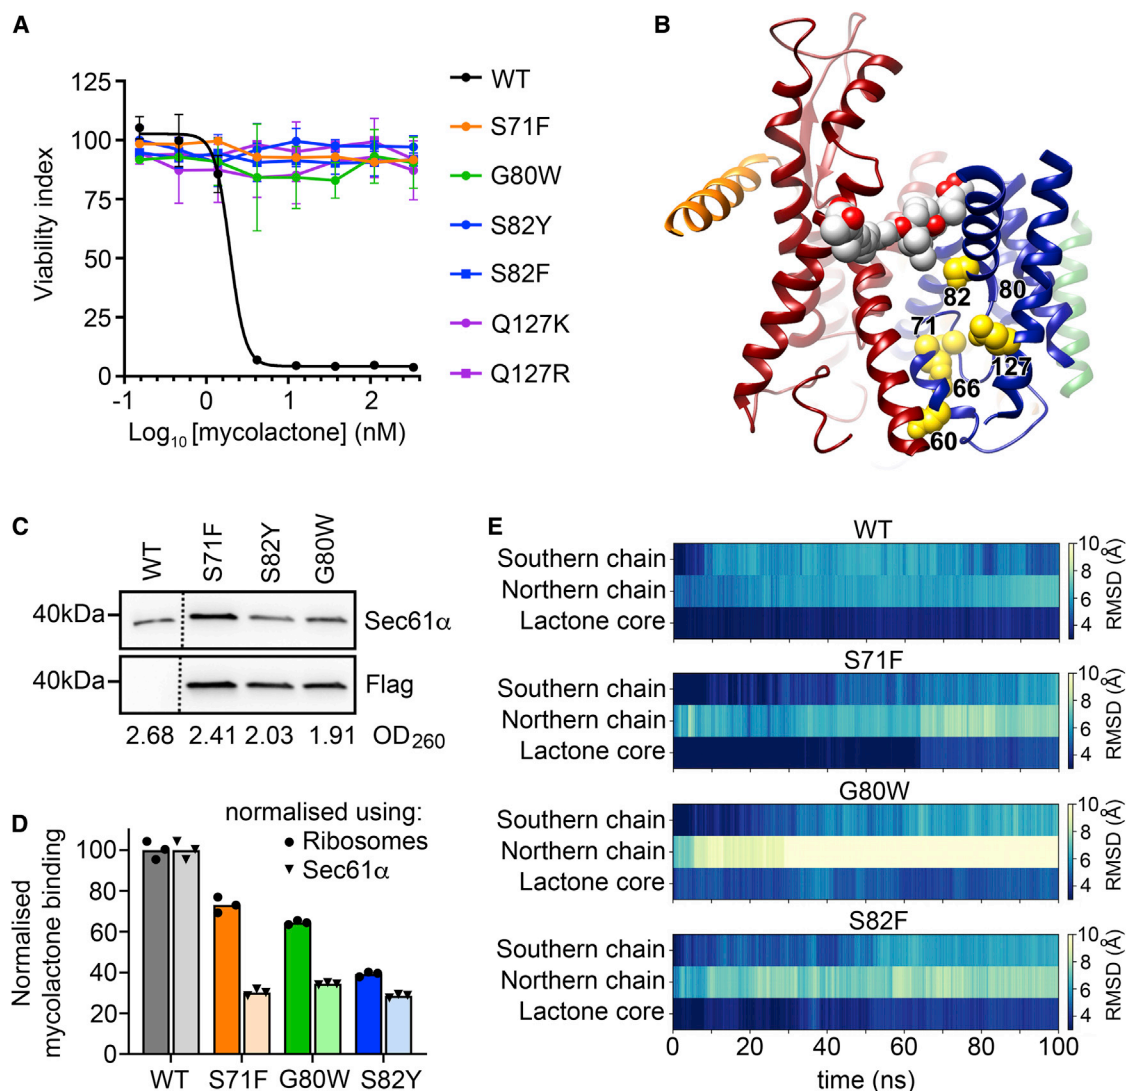 A
125
100
75
50
25
0
Viability index
-1 0 1 2
Log10 [mycolactone] (nM)
WT
S71F
G80W
S82Y
S82F
Q127K
Q127R
B
82
80
71
127
66
60
C
WT S71F S82Y G80W
40kDa Sec61α
40kDa Flag
2.68 2.41 2.03 1.91 OD260
D
normalised using:
Ribosomes
Sec61α
Normalised
mycolactone binding
100
80
60
40
20
0
WT S71F G80W S82Y
E
WT
Southern chain
Northern chain
Lactone core
10
8
6
4
RMSD (Å)
S71F
Southern chain
Northern chain
Lactone core
10
8
6
4
RMSD (Å)
G80W
Southern chain
Northern chain
Lactone core
10
8
6
4
RMSD (Å)
S82F
Southern chain
Northern chain
Lactone core
10
8
6
4
RMSD (Å)
0 20 40 60 80 100
time (ns)